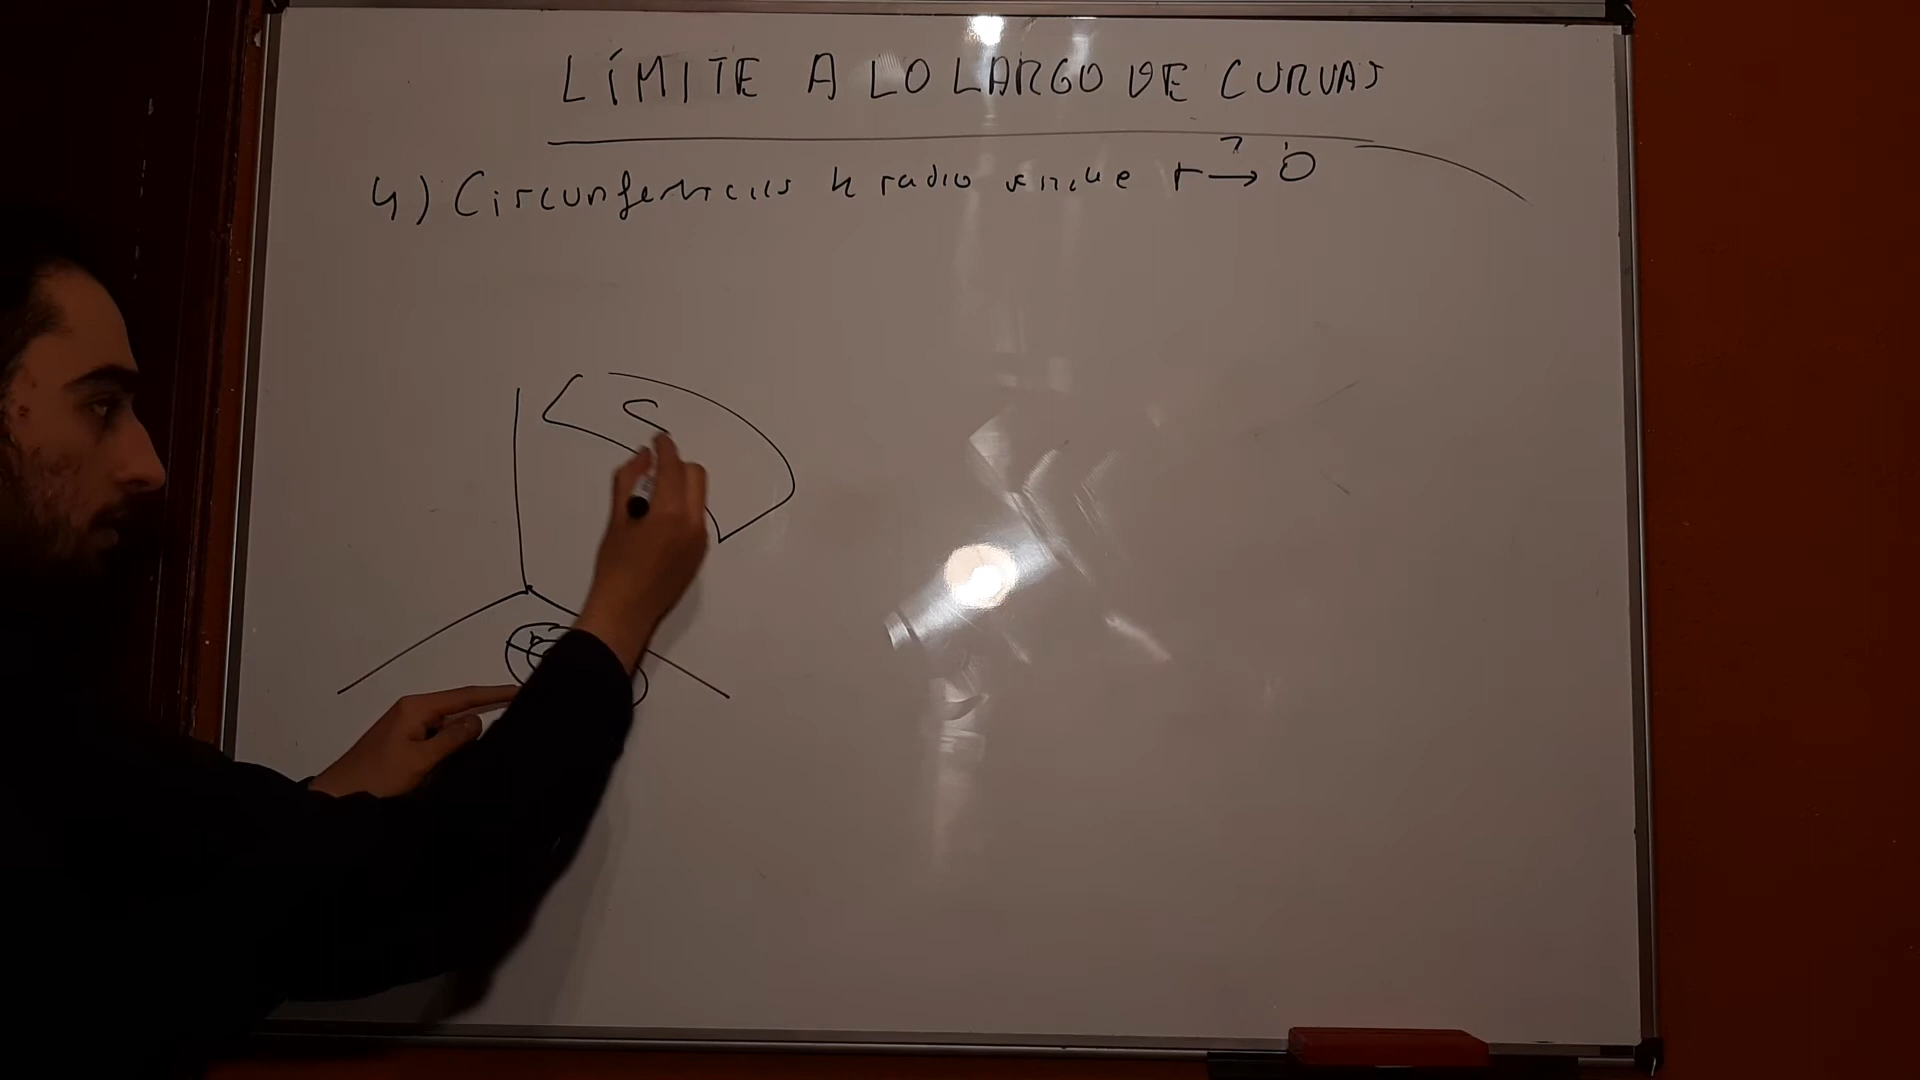 LÍMITE A LO LARGO DE CURVAS
4) Circunferencias de radio r → 0
S
r